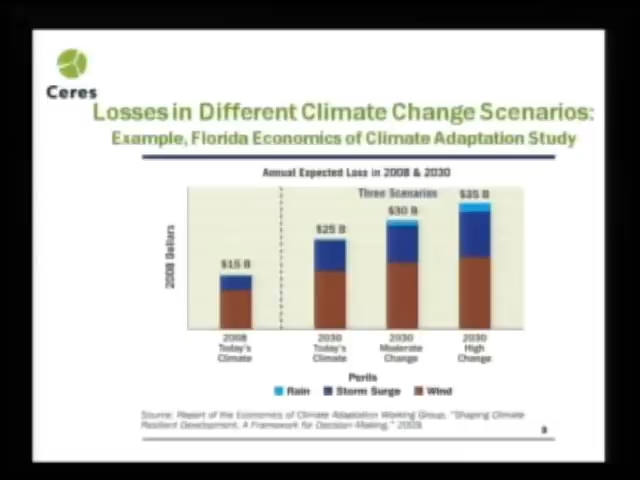 Ceres
Losses in Different Climate Change Scenarios:
Example, Florida Economics of Climate Adaptation Study
Annual Expected Loss in 2008 & 2030
Three Scenarios
$15 B
$25 B
$30 B
$35 B
2008 Dollars
2008
Today's
Climate
2030
Today's
Climate
2030
Moderate
Change
2030
High
Change
Perils
Rain Storm Surge Wind
Source: Report of the Economics of Climate Adaptation Working Group, "Shaping Climate
Resilient Development, A Framework for Decision-Making," 2009.